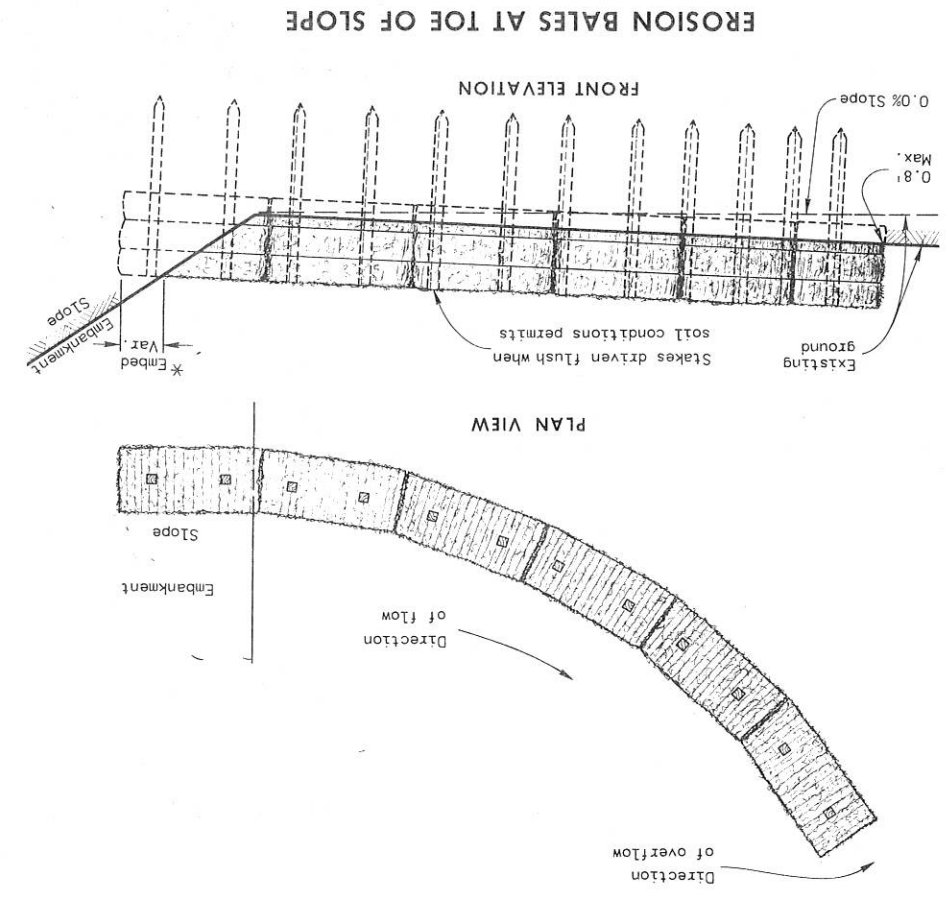 Direction
of overflow
Direction
of flow
Embankment
Slope
PLAN VIEW
Existing
ground
Stakes driven flush when
soill conditions permits
*Embed
Var.
Embankment
Slope
0.8'
Max.
0.0% Slope
FRONT ELEVATION
EROSION BALES AT TOE OF SLOPE